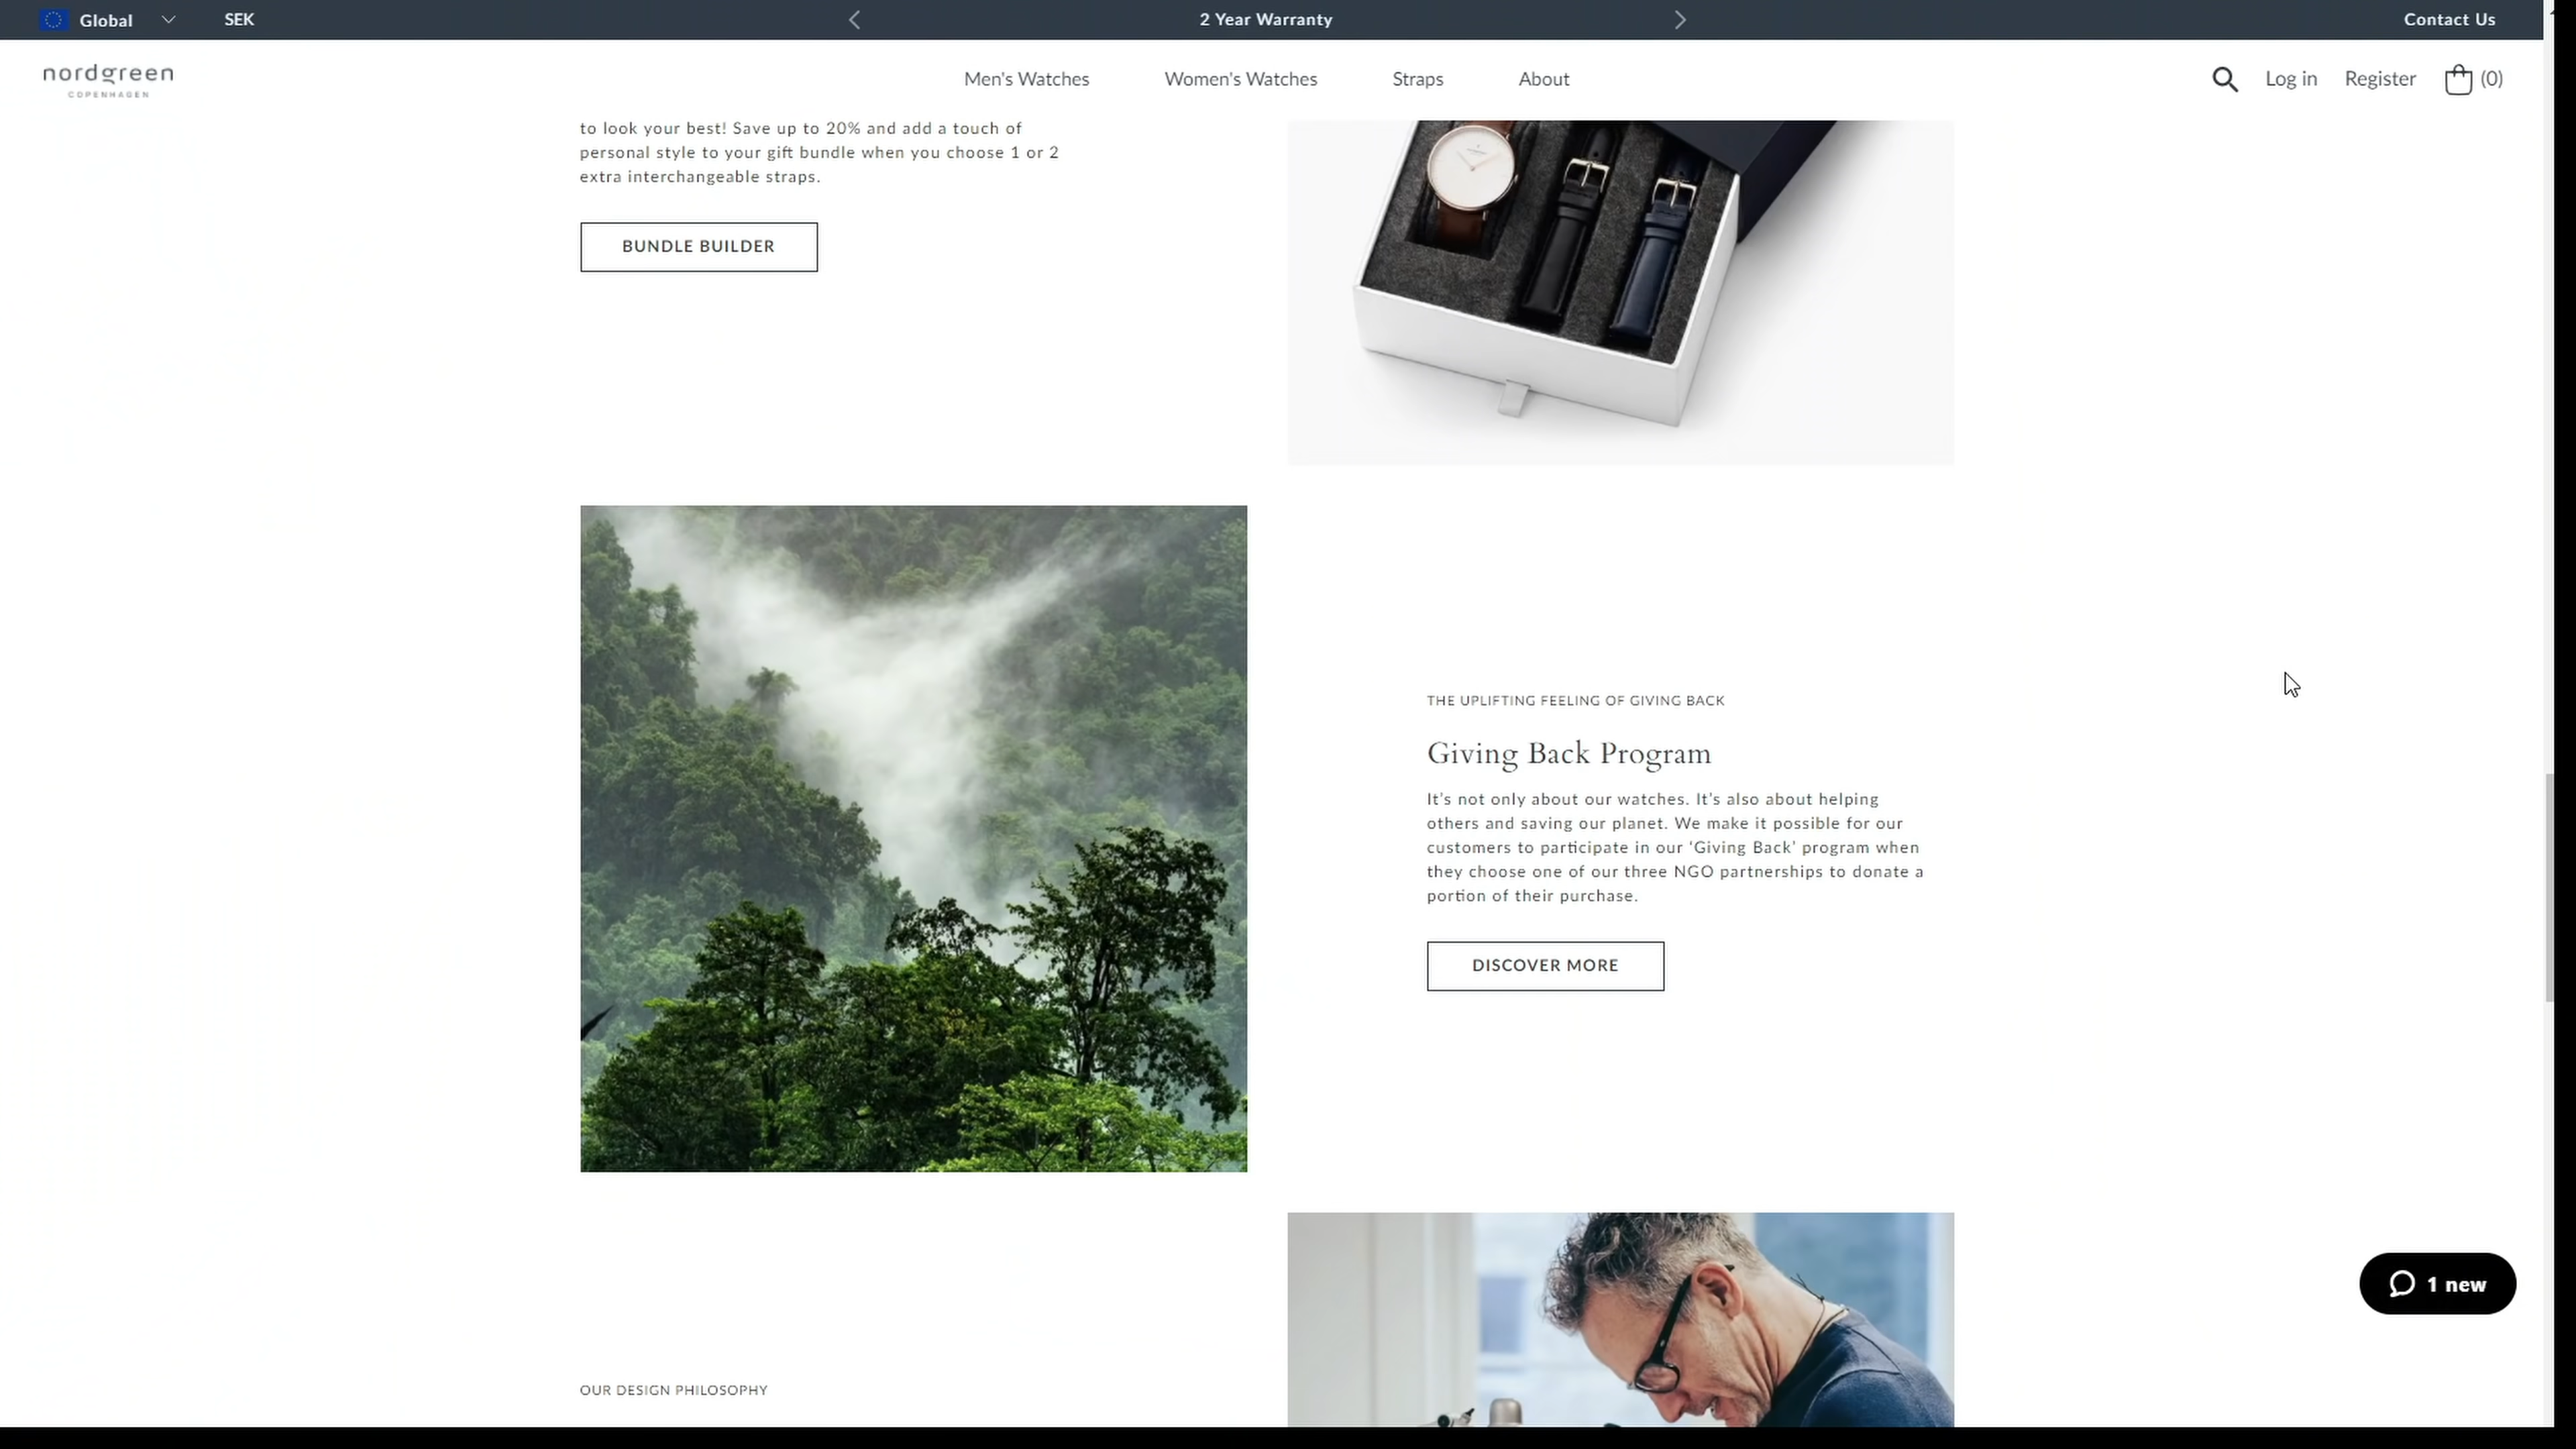 Global
SEK
2 Year Warranty
Contact Us
nordgreen
COPENHAGEN
Men's Watches
Women's Watches
Straps
About
Log in
Register
(0)
to look your best! Save up to 20% and add a touch of
personal style to your gift bundle when you choose 1 or 2
extra interchangeable straps.
BUNDLE BUILDER
THE UPLIFTING FEELING OF GIVING BACK
Giving Back Program
It’s not only about our watches. It’s also about helping
others and saving our planet. We make it possible for our
customers to participate in our ‘Giving Back’ program when
they choose one of our three NGO partnerships to donate a
portion of their purchase.
DISCOVER MORE
1 new
OUR DESIGN PHILOSOPHY